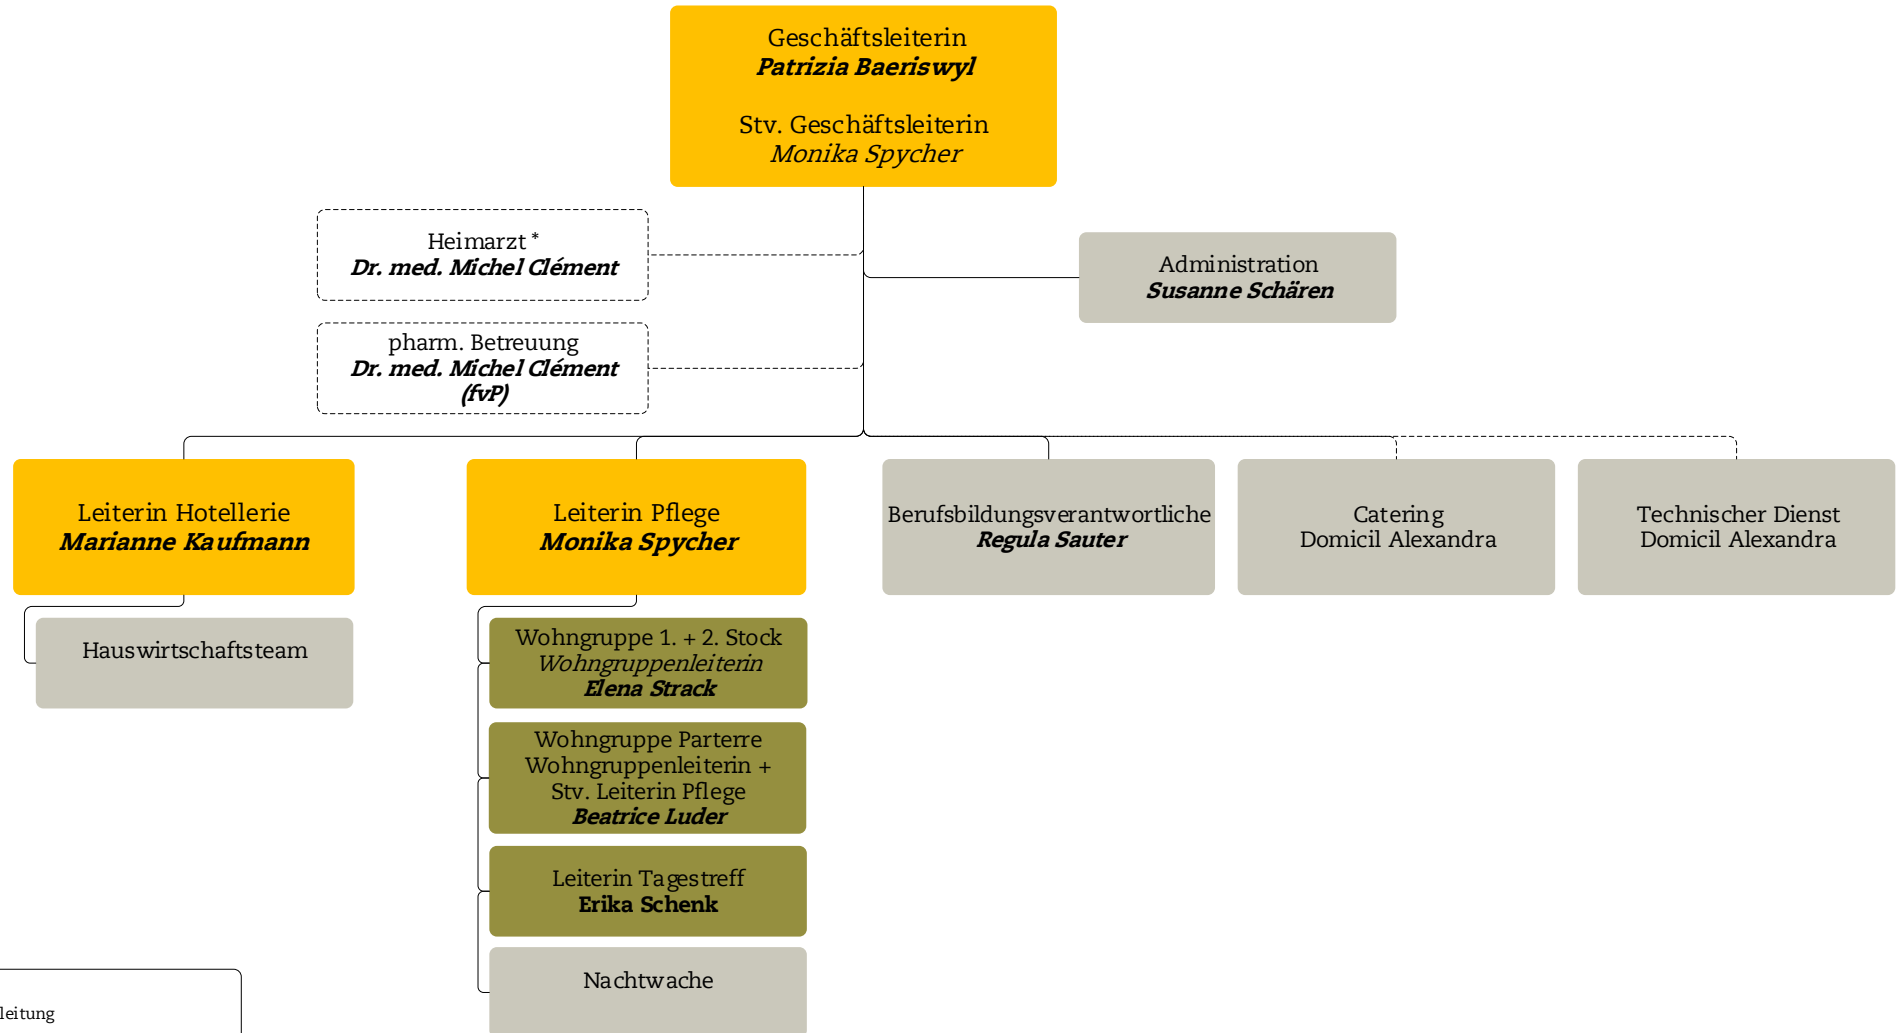 Geschäftsleiterin
Patrizia Baeriswyl
Stv. Geschäftsleiterin
Monika Spycher
Heimarzt *
Dr. med. Michel Clément
Administration
Susanne Schären
pharm. Betreuung
Dr. med. Michel Clément
(fvP)
Leiterin Hotellerie
Marianne Kaufmann
Leiterin Pflege
Monika Spycher
Berufsbildungsverantwortliche
Regula Sauter
Catering
Domicil Alexandra
Technischer Dienst
Domicil Alexandra
Hauswirtschaftsteam
Wohngruppe 1. + 2. Stock
Wohngruppenleiterin
Elena Strack
Wohngruppe Parterre
Wohngruppenleiterin +
Stv. Leiterin Pflege
Beatrice Luder
Leiterin Tagestreff
Erika Schenk
Nachtwache
leitung